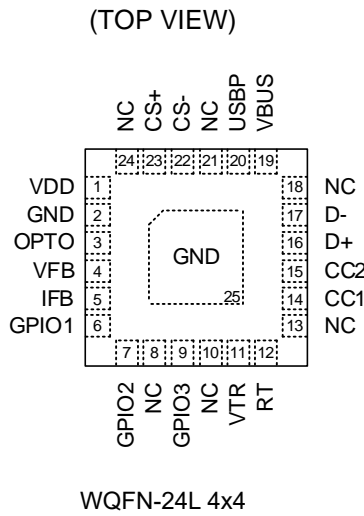 (TOP VIEW)
NC CS+ CS- NC USBP VBUS
24 23 22 21 20 19
VDD 1 18 NC
GND 2 17 D-
OPTO 3 16 D+
VFB 4 GND 15 CC2
IFB 5 25 14 CC1
GPIO1 6 13 NC
7 8 9 10 11 12
GPIO2 NC GPIO3 NC VTR RT
WQFN-24L 4x4